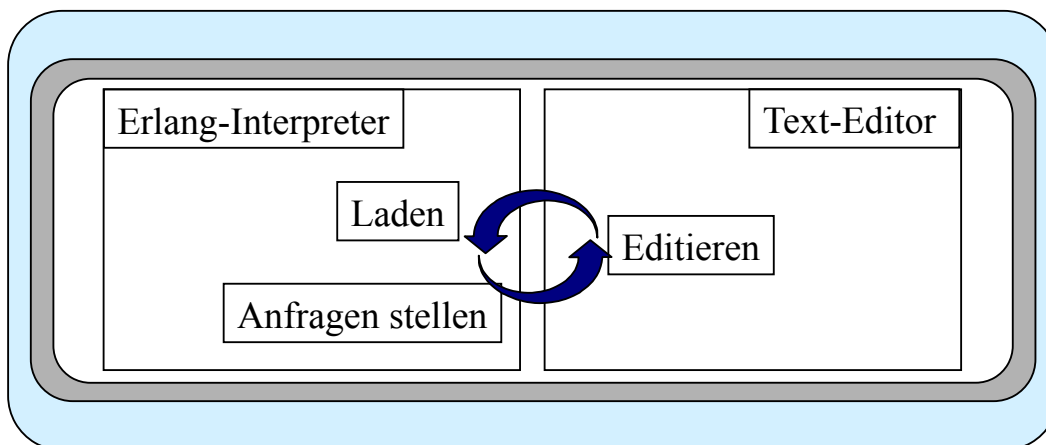 Erlang-Interpreter
Text-Editor
Laden
Editieren
Anfragen stellen